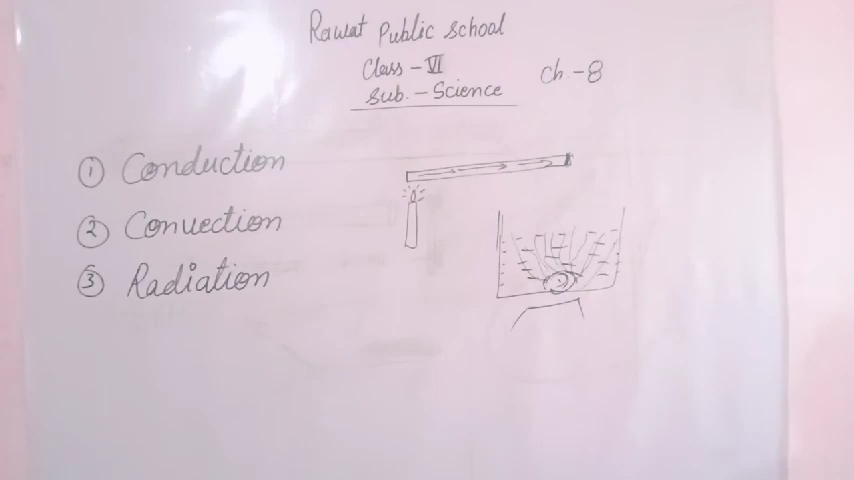 Rawat Public School
Class - VI
Ch. - 8
Sub. - Science
① Conduction
② Convection
③ Radiation